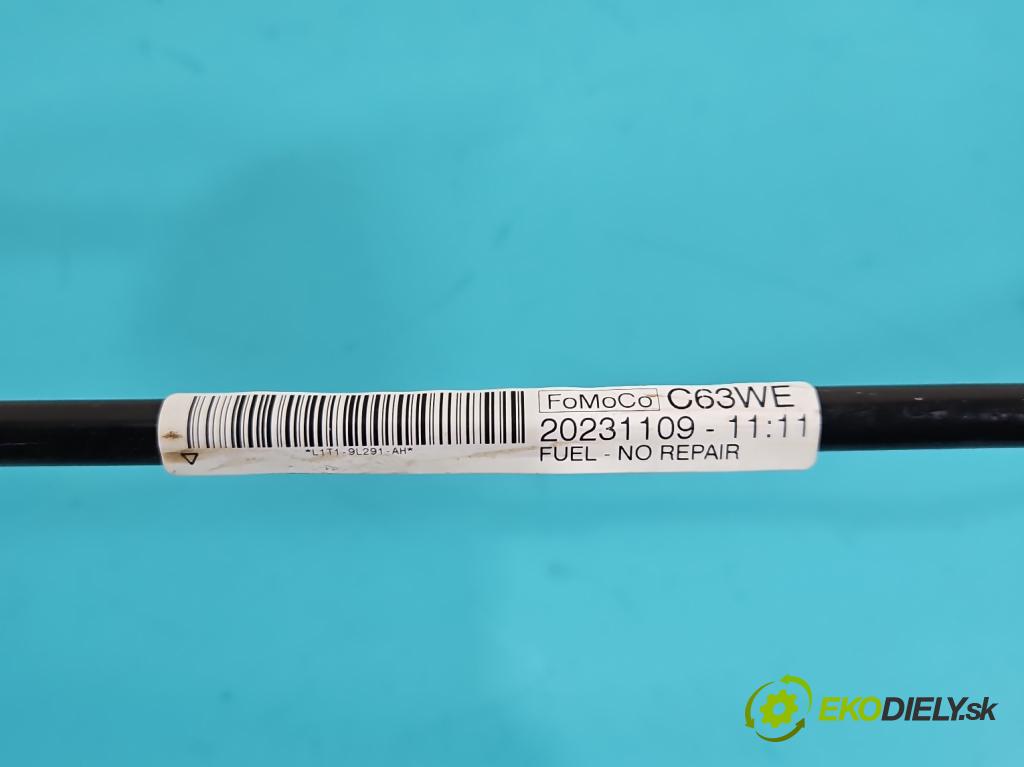 FoMoCo C63WE
20231109 - 11:11
FUEL - NO REPAIR
*L1T1-9L291-AH*
EKODIELY.sk